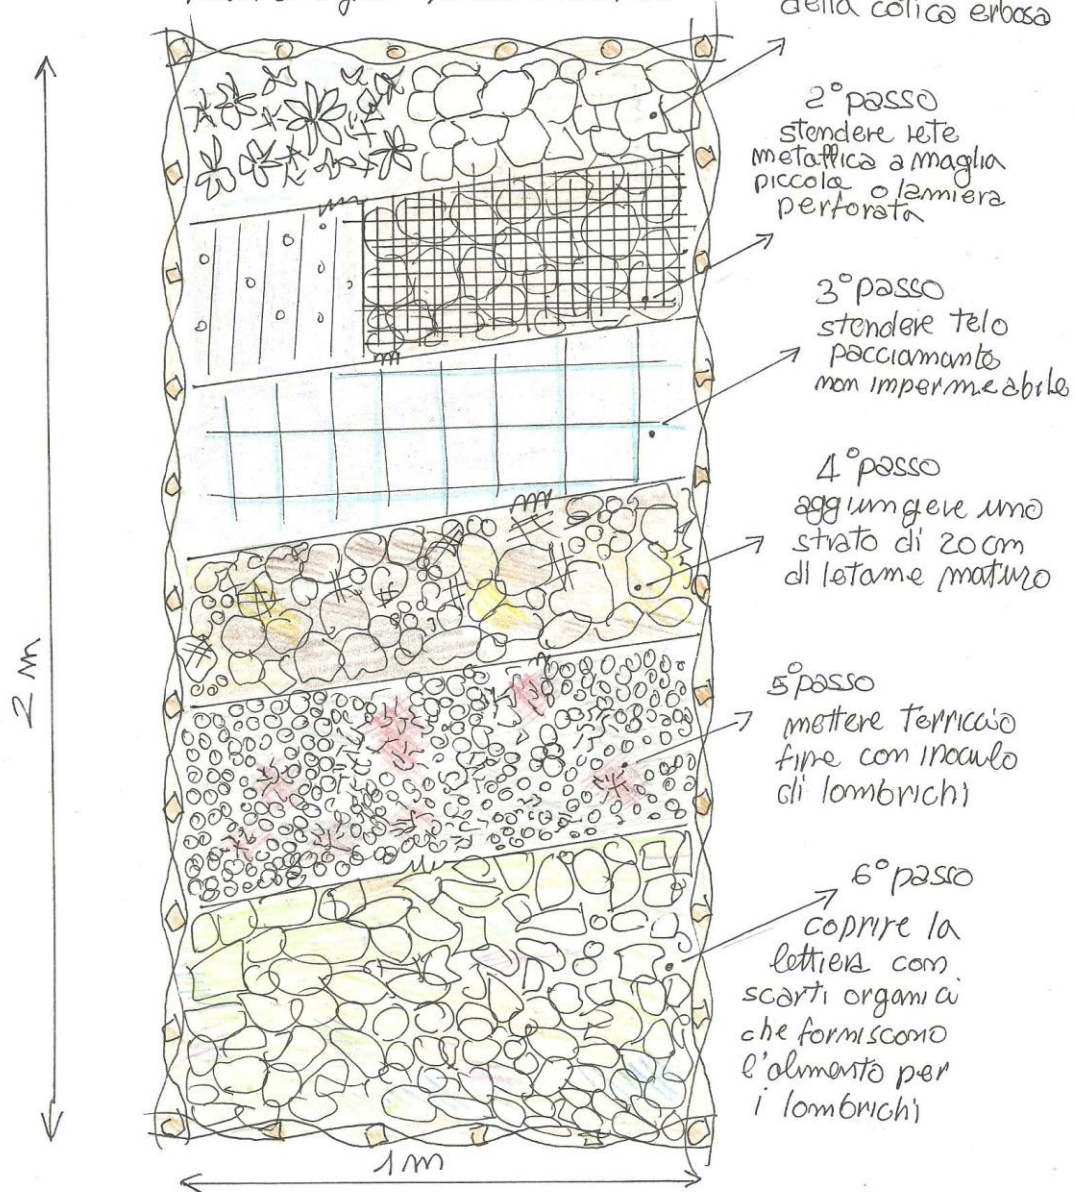 della cotica erbosa
2° passo
stendere rete
metallica a maglia
piccola o lamiera
perforata
3° passo
stendere telo
pacciamante
non impermeabile
4° passo
aggiungere uno
strato di 20 cm
di letame maturo
5° passo
mettere terriccio
fine con inoculo
di lombrichi
6° passo
coprire la
lettiera con
scarti organici
che forniscono
l'alimento per
i lombrichi
2 m
1 m